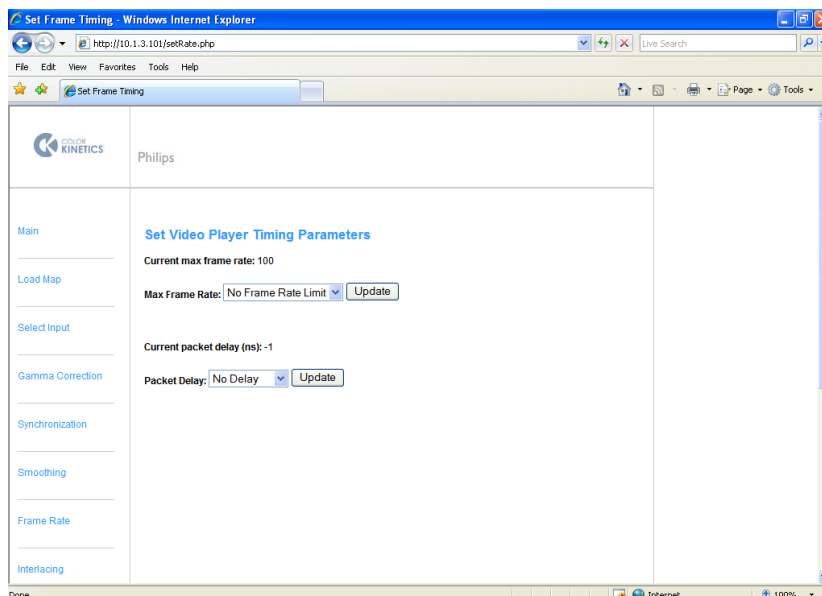 Set Frame Timing - Windows Internet Explorer
http://10.1.3.101/setRate.php
Live Search
File Edit View Favorites Tools Help
Set Frame Timing
Page Tools
COLOR KINETICS
Philips
Main
Load Map
Select Input
Gamma Correction
Synchronization
Smoothing
Frame Rate
Interlacing
Set Video Player Timing Parameters
Current max frame rate: 100
Max Frame Rate: No Frame Rate Limit Update
Current packet delay (ns): -1
Packet Delay: No Delay Update
Done Internet 100%